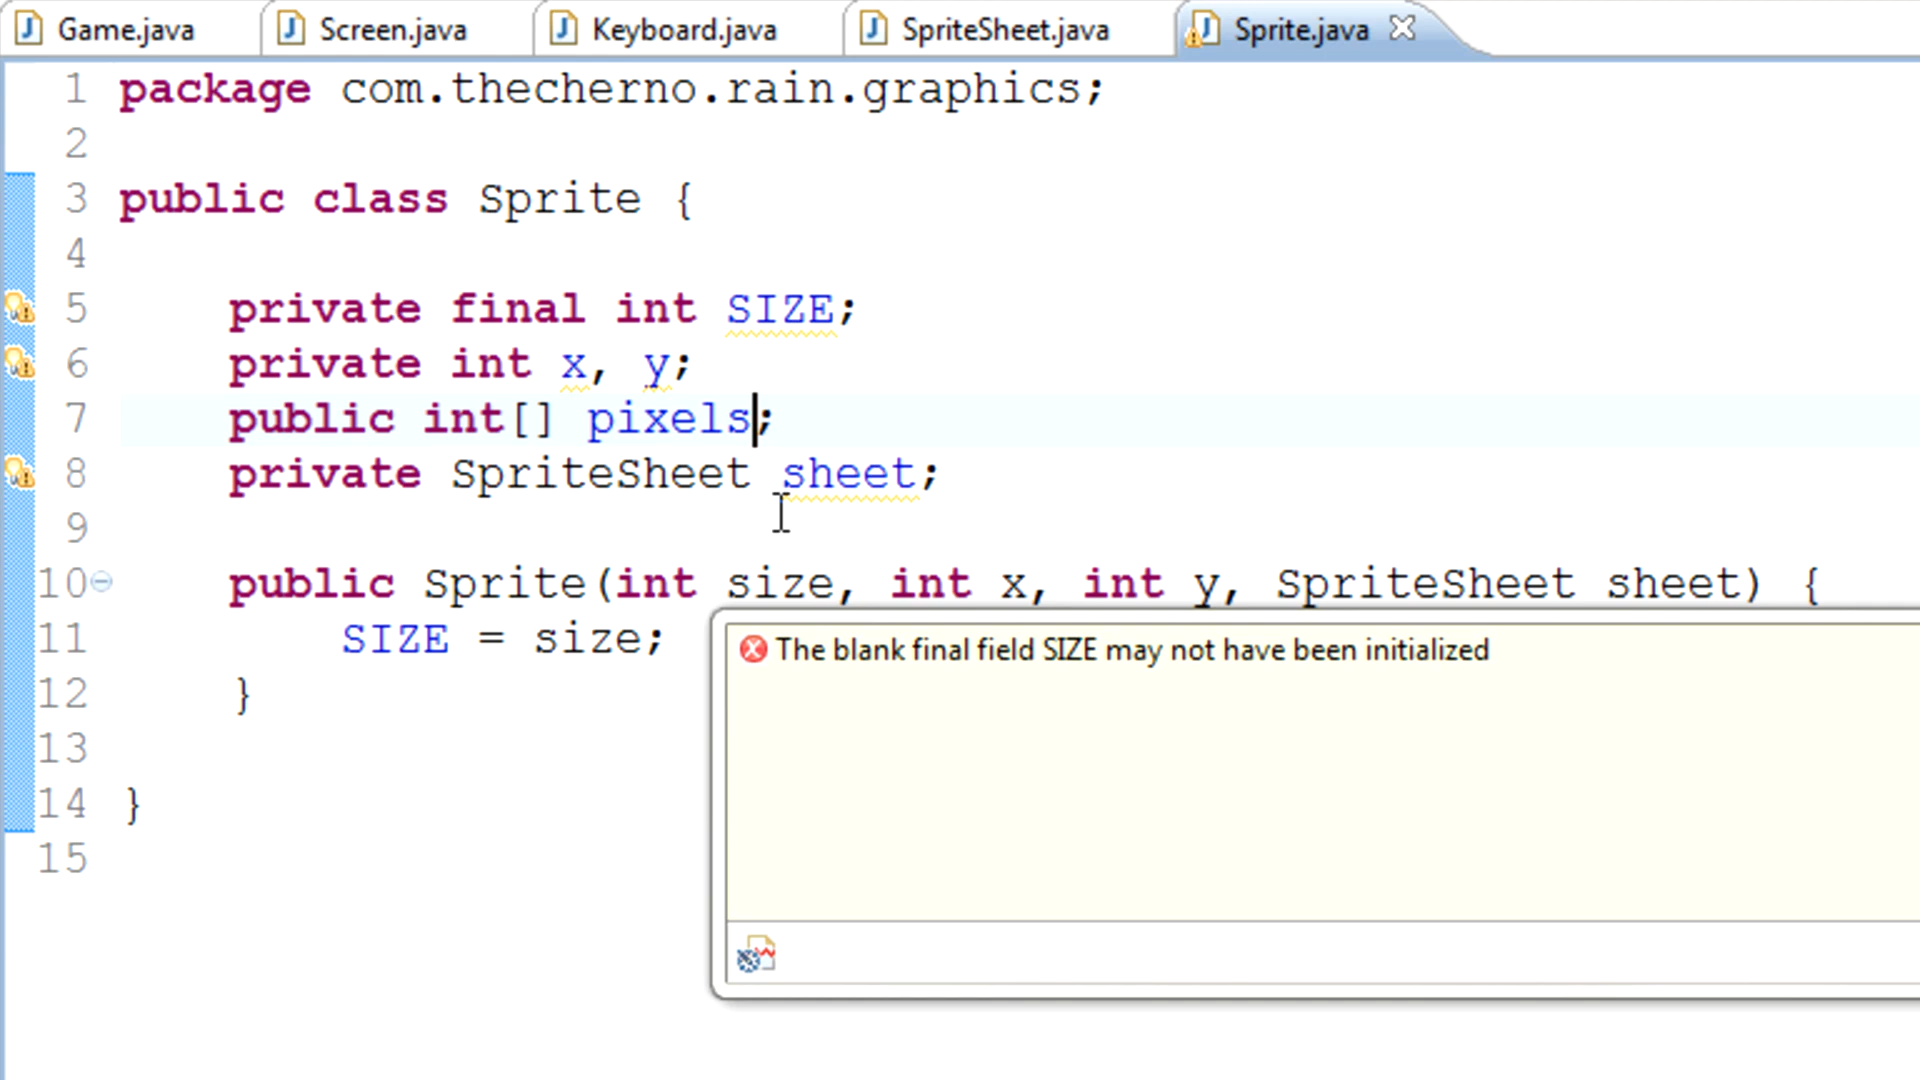 Game.java Screen.java Keyboard.java SpriteSheet.java Sprite.java
1 package com.thecherno.rain.graphics;
2
3 public class Sprite {
4
5 private final int SIZE;
6 private int x, y;
7 public int[] pixels;
8 private SpriteSheet sheet;
9
10 public Sprite(int size, int x, int y, SpriteSheet sheet) {
11 SIZE = size;
The blank final field SIZE may not have been initialized
12 }
13
14 }
15